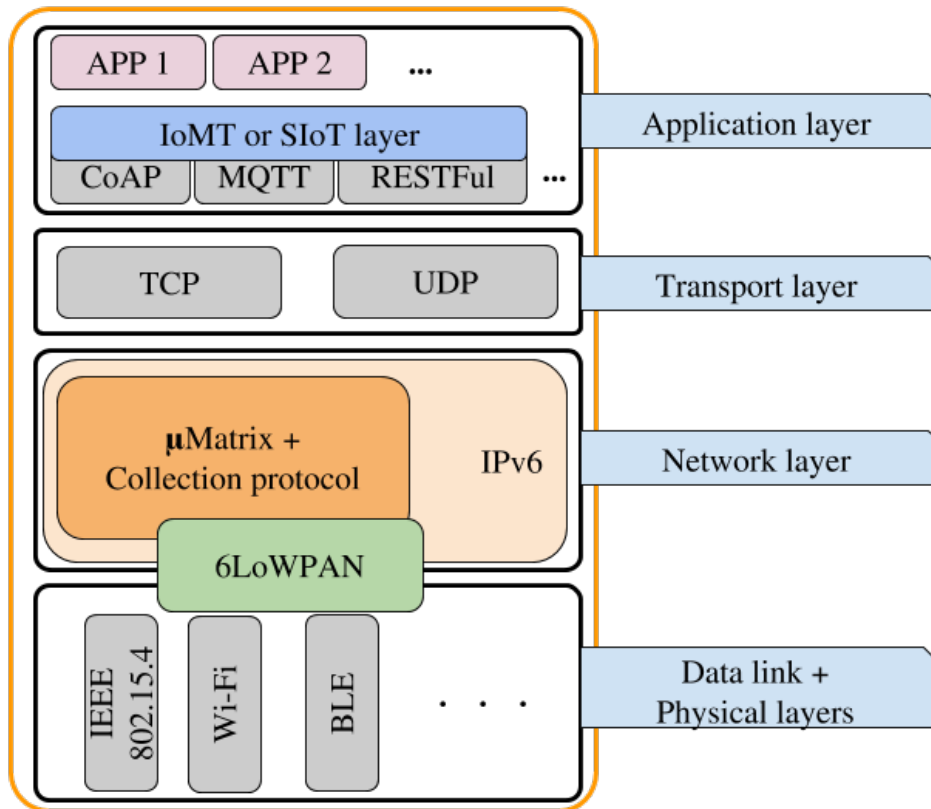 APP 1
APP 2
...
IoMT or SIoT layer
CoAP
MQTT
RESTFul
...
Application layer
TCP
UDP
Transport layer
µMatrix +
Collection protocol
IPv6
Network layer
6LoWPAN
IEEE
802.15.4
Wi-Fi
BLE
. . .
Data link +
Physical layers